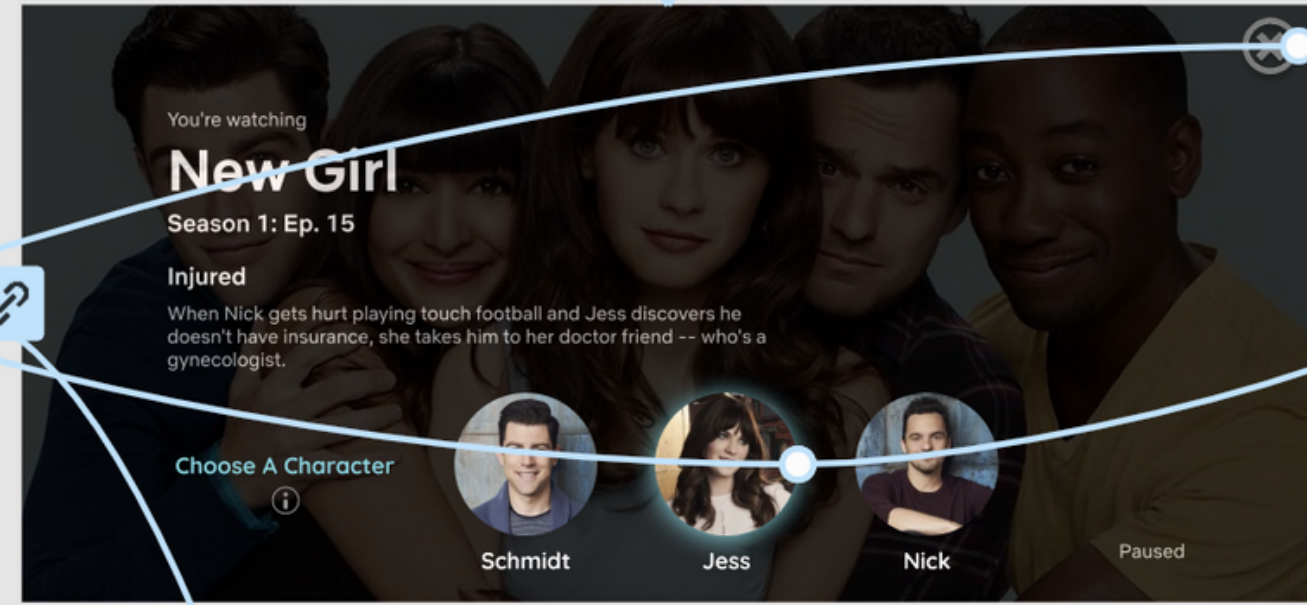 You're watching
New Girl
Season 1: Ep. 15
Injured
When Nick gets hurt playing touch football and Jess discovers he
doesn't have insurance, she takes him to her doctor friend -- who's a
gynecologist.
Choose A Character
i
Schmidt
Jess
Nick
Paused